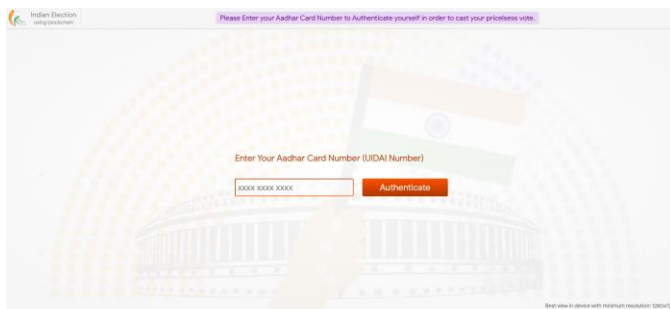 Indian Election
using blockchain
Please Enter your Aadhar Card Number to Authenticate yourself in order to cast your pricelsess vote.
Enter Your Aadhar Card Number (UIDAI Number)
XXXX XXXX XXXX
Authenticate
Best view in device with minimum resolution: